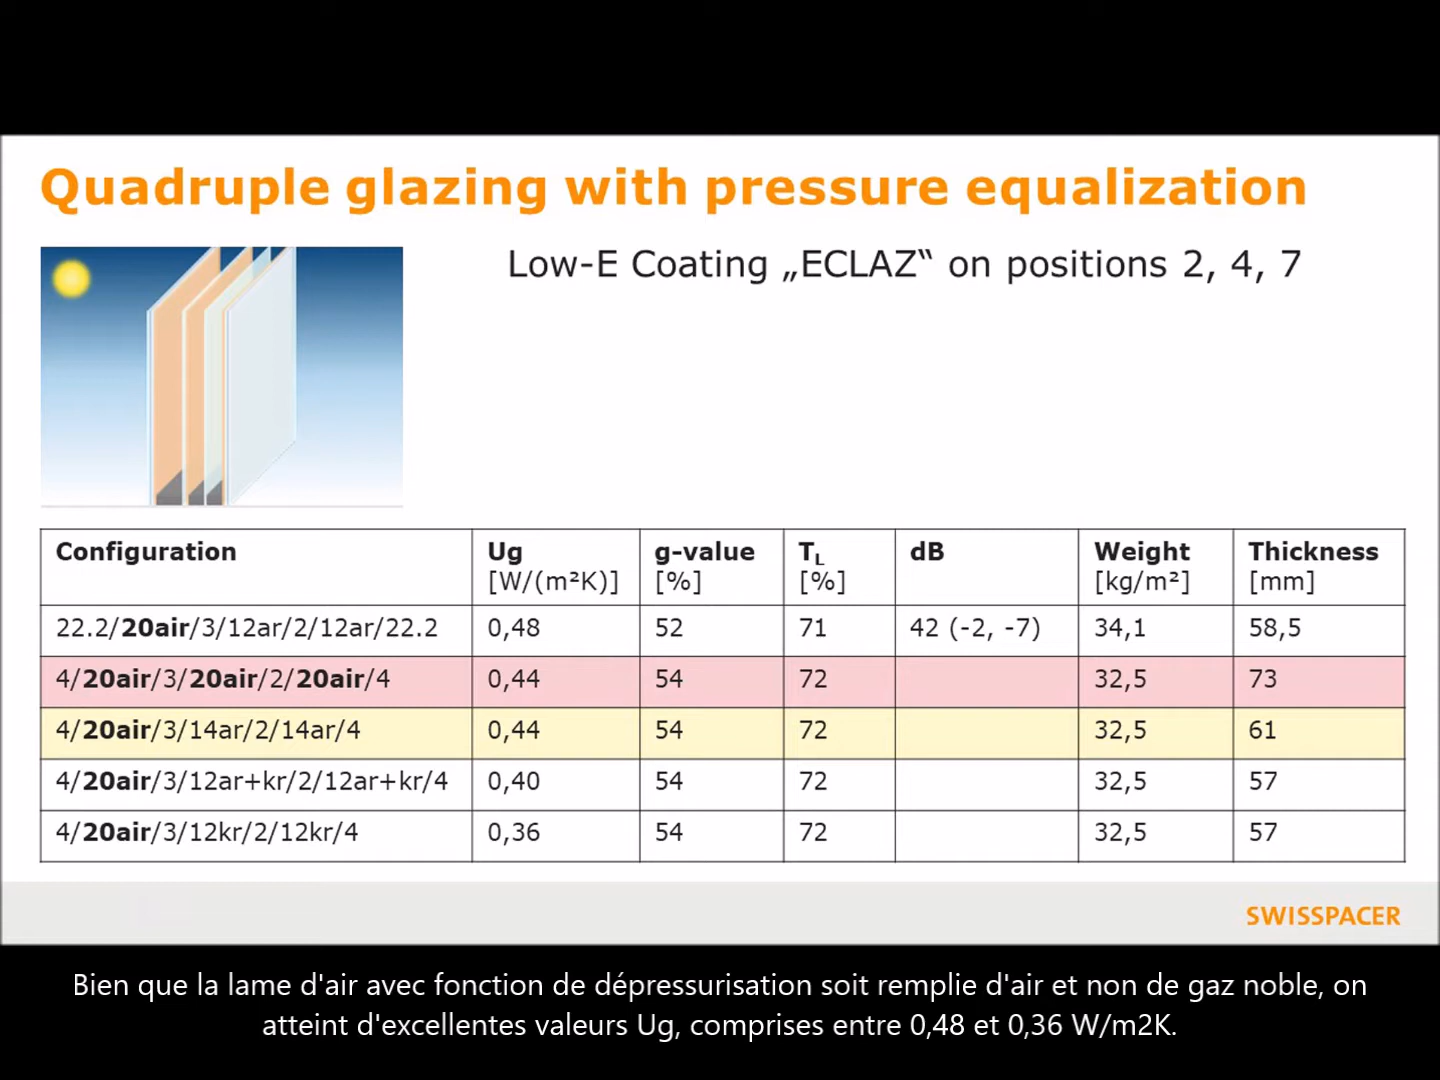 Quadruple glazing with pressure equalization
Low-E Coating „ECLAZ“ on positions 2, 4, 7
Configuration Ug g-value TL dB Weight Thickness
[W/(m²K)] [%] [%] [kg/m²] [mm]
22.2/20air/3/12ar/2/12ar/22.2 0,48 52 71 42 (-2, -7) 34,1 58,5
4/20air/3/20air/2/20air/4 0,44 54 72 32,5 73
4/20air/3/14ar/2/14ar/4 0,44 54 72 32,5 61
4/20air/3/12ar+kr/2/12ar+kr/4 0,40 54 72 32,5 57
4/20air/3/12kr/2/12kr/4 0,36 54 72 32,5 57
SWISSPACER
Bien que la lame d'air avec fonction de dépressurisation soit remplie d'air et non de gaz noble, on
atteint d'excellentes valeurs Ug, comprises entre 0,48 et 0,36 W/m2K.